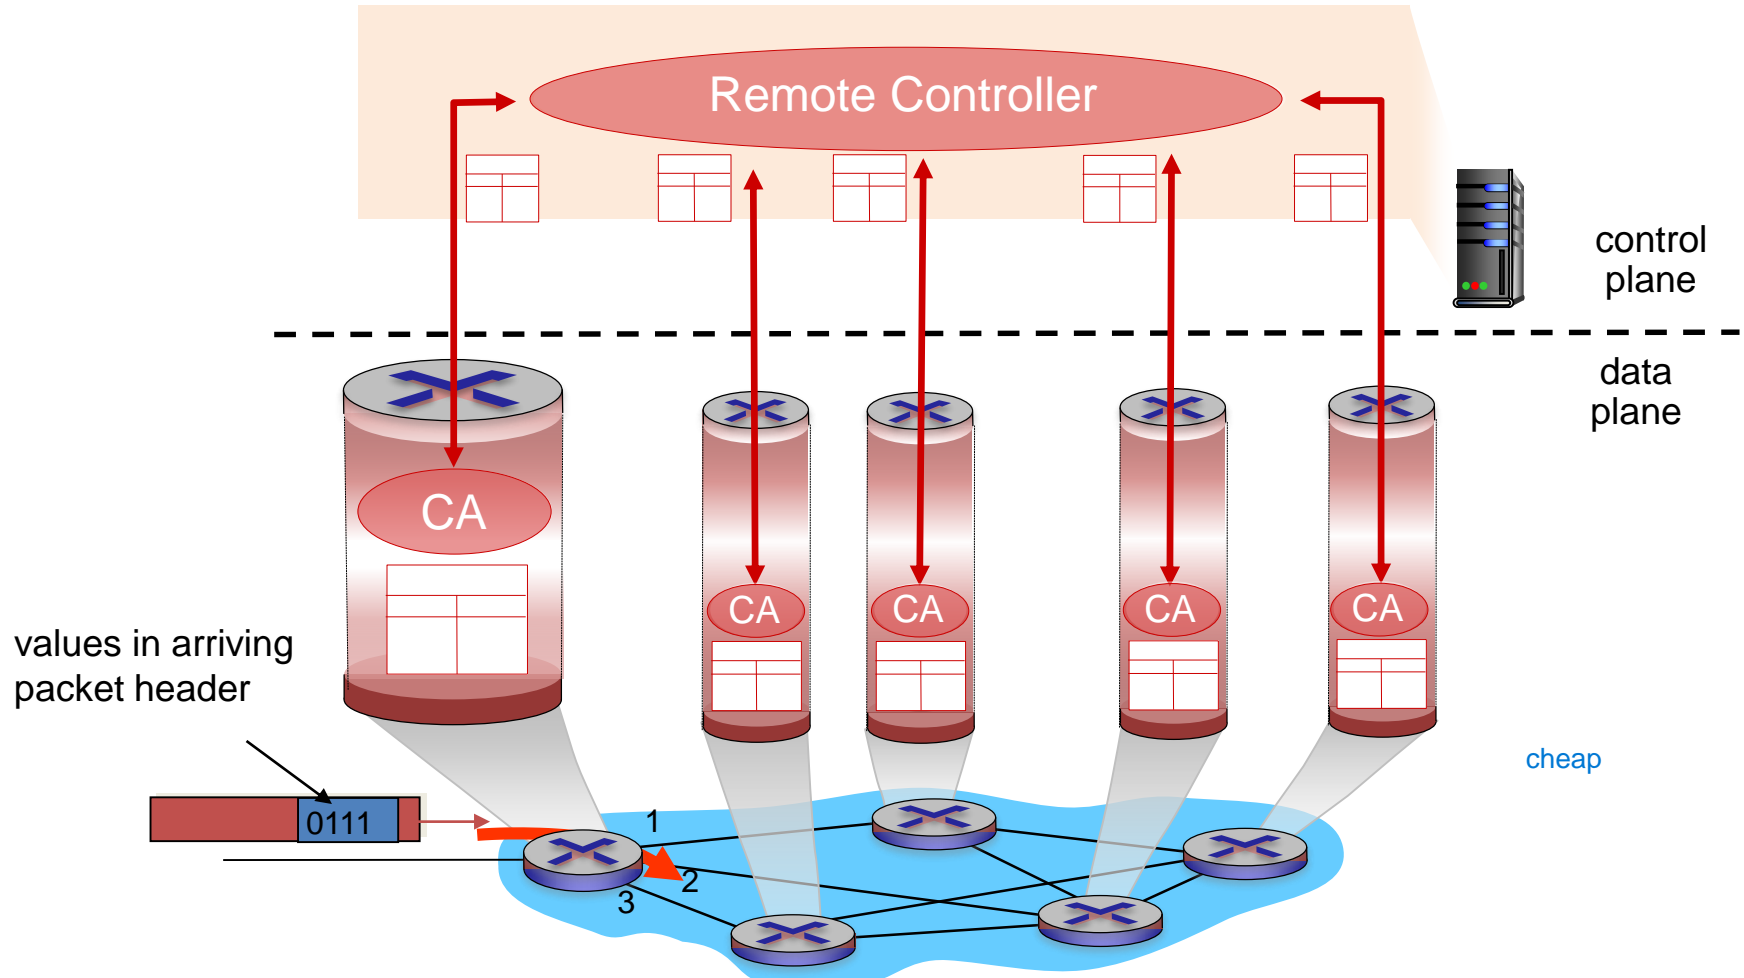 Remote Controller
control
plane
data
plane
CA
CA
CA
CA
CA
values in arriving
packet header
cheap
0111
1
2
3